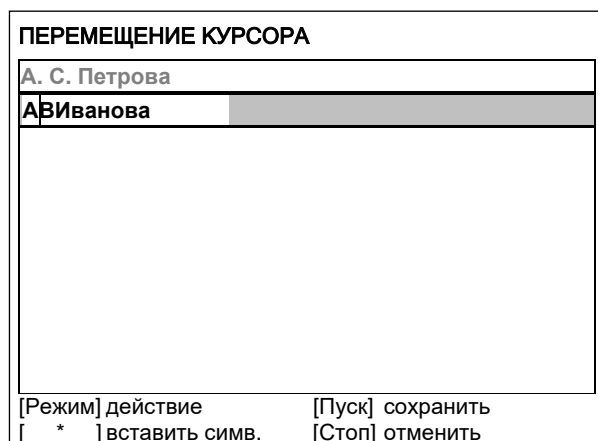 ПЕРЕМЕЩЕНИЕ КУРСОРА
А. С. Петрова
АВИванова
[Режим] действие [Пуск] сохранить
[ * ] вставить симв. [Стоп] отменить